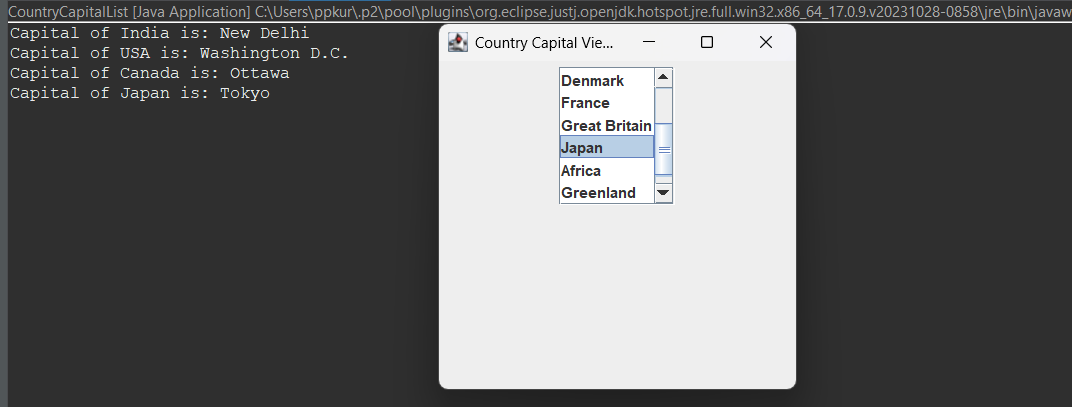 CountryCapitalList [Java Application] C:\Users\ppkur\.p2\pool\plugins\org.eclipse.justj.openjdk.hotspot.jre.full.win32.x86_64_17.0.9.v20231028-0858\jre\bin\javaw
Capital of India is: New Delhi
Capital of USA is: Washington D.C.
Capital of Canada is: Ottawa
Capital of Japan is: Tokyo
Country Capital Vie...
Denmark
France
Great Britain
Japan
Africa
Greenland